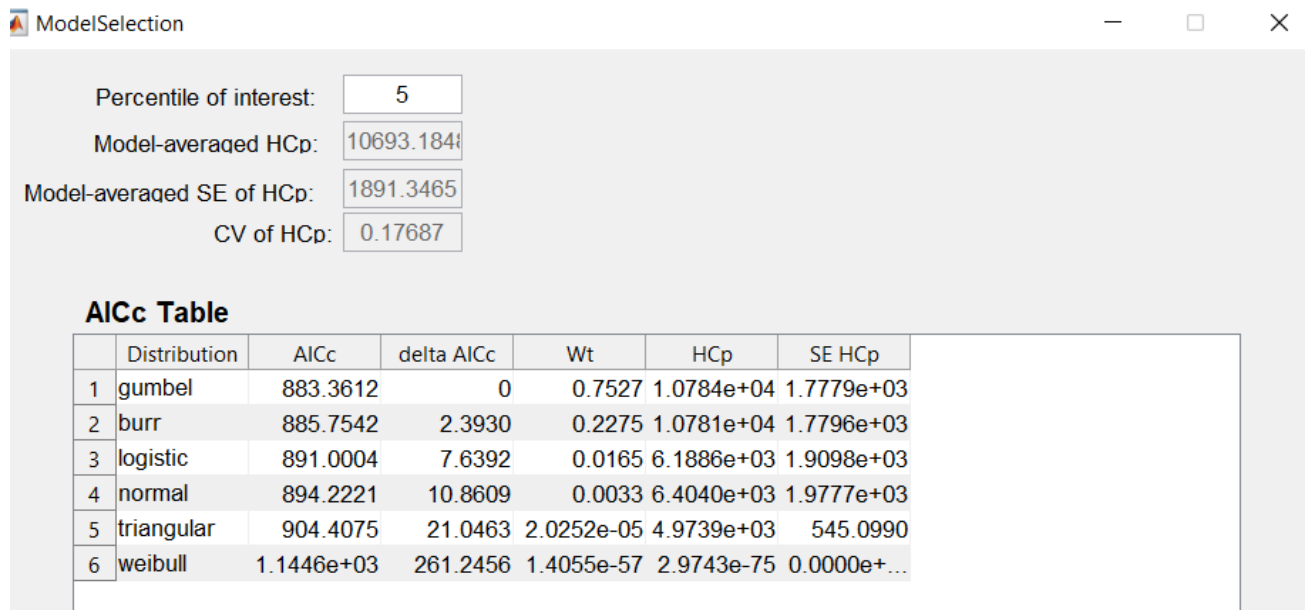 ModelSelection
Percentile of interest: 5
Model-averaged HCp: 10693.1848
Model-averaged SE of HCp: 1891.3465
CV of HCp: 0.17687
AICc Table
Distribution AICc delta AICc Wt HCp SE HCp
1 gumbel 883.3612 0 0.7527 1.0784e+04 1.7779e+03
2 burr 885.7542 2.3930 0.2275 1.0781e+04 1.7796e+03
3 logistic 891.0004 7.6392 0.0165 6.1886e+03 1.9098e+03
4 normal 894.2221 10.8609 0.0033 6.4040e+03 1.9777e+03
5 triangular 904.4075 21.0463 2.0252e-05 4.9739e+03 545.0990
6 weibull 1.1446e+03 261.2456 1.4055e-57 2.9743e-75 0.0000e+...